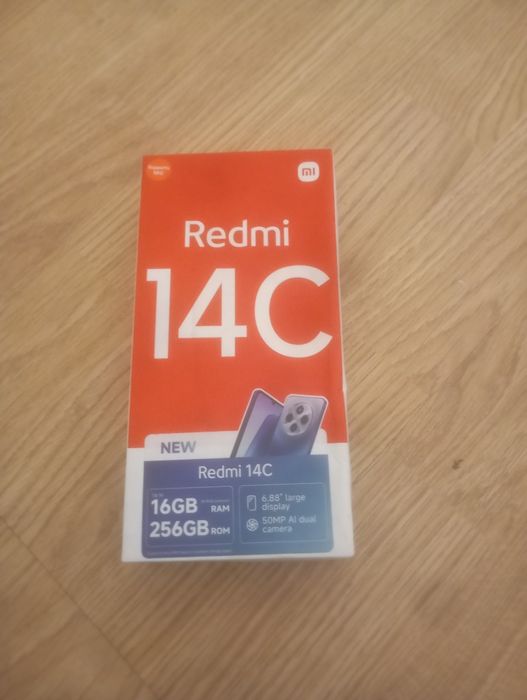 mi
Redmi
14C
NEW
Redmi 14C
16GB RAM
256GB ROM
6.88" large
display
50MP AI dual
camera